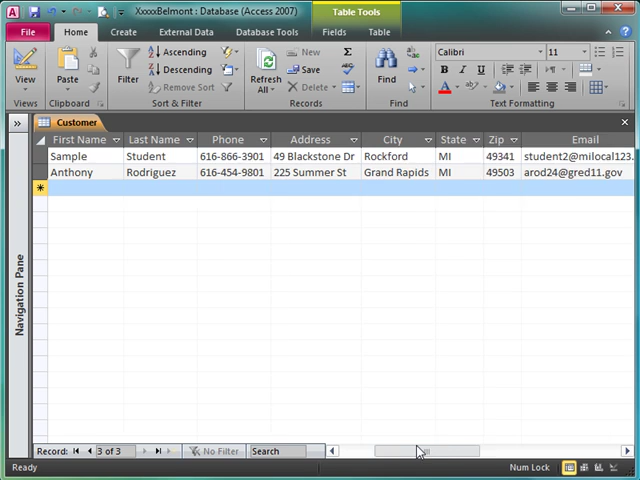 XxxxxBelmont : Database (Access 2007)
Table Tools
File
Home
Create
External Data
Database Tools
Fields
Table
View
Views
Paste
Clipboard
Filter
Ascending
Descending
Remove Sort
Sort & Filter
Refresh
All
New
Save
Delete
Records
Find
Find
Calibri
11
B I U
A
Text Formatting
Customer
First Name Last Name Phone Address City State Zip Email
Sample Student 616-866-3901 49 Blackstone Dr Rockford MI 49341 student2@milocal123.
Anthony Rodriguez 616-454-9801 225 Summer St Grand Rapids MI 49503 arod24@gred11.gov
Navigation Pane
Record: 3 of 3 No Filter Search
Ready
Num Lock